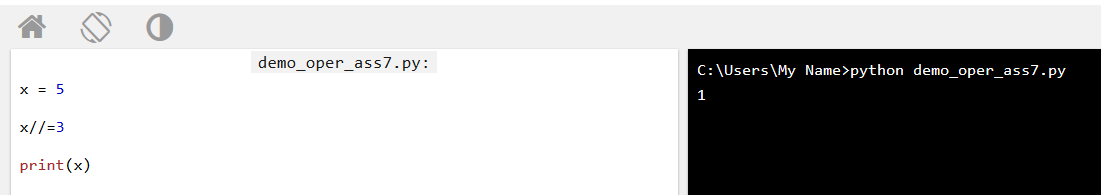 demo_oper_ass7.py:
x = 5
x//=3
print(x)
C:\Users\My Name>python demo_oper_ass7.py
1